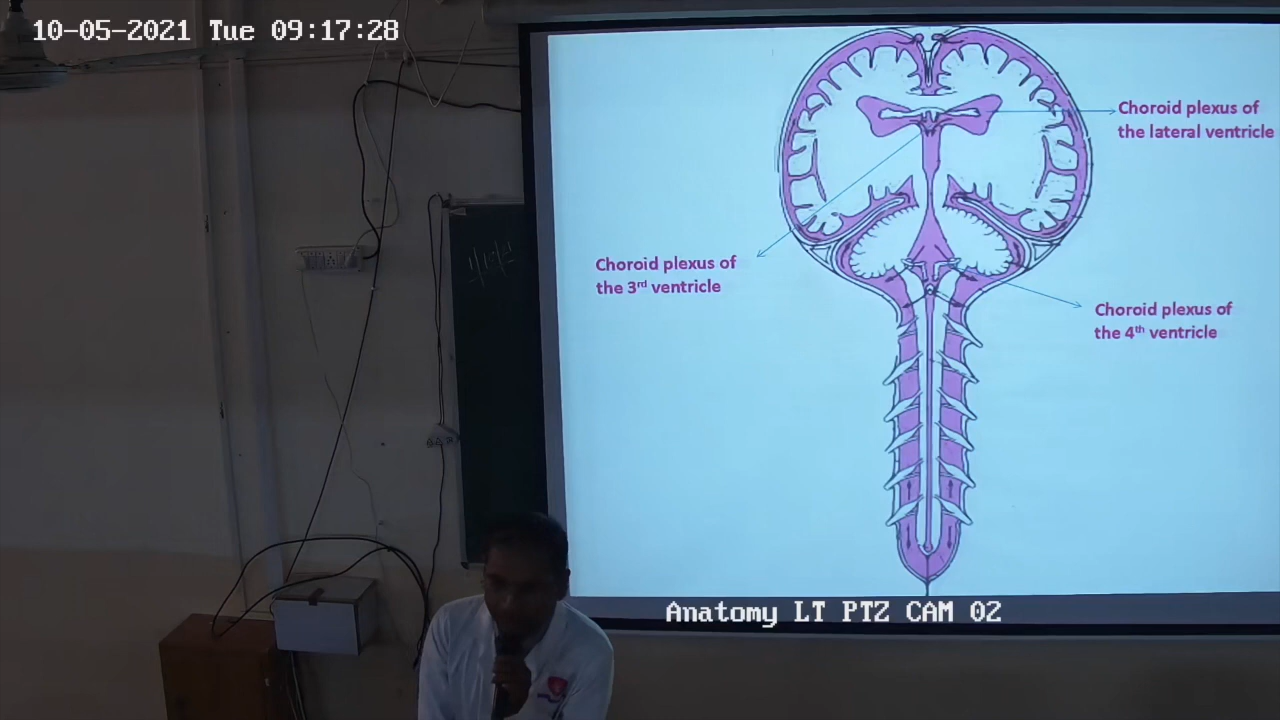 10-05-2021 Tue 09:17:28
Choroid plexus of
the lateral ventricle
Choroid plexus of
the 3rd ventricle
Choroid plexus of
the 4th ventricle
Anatomy LT PTZ CAM 02